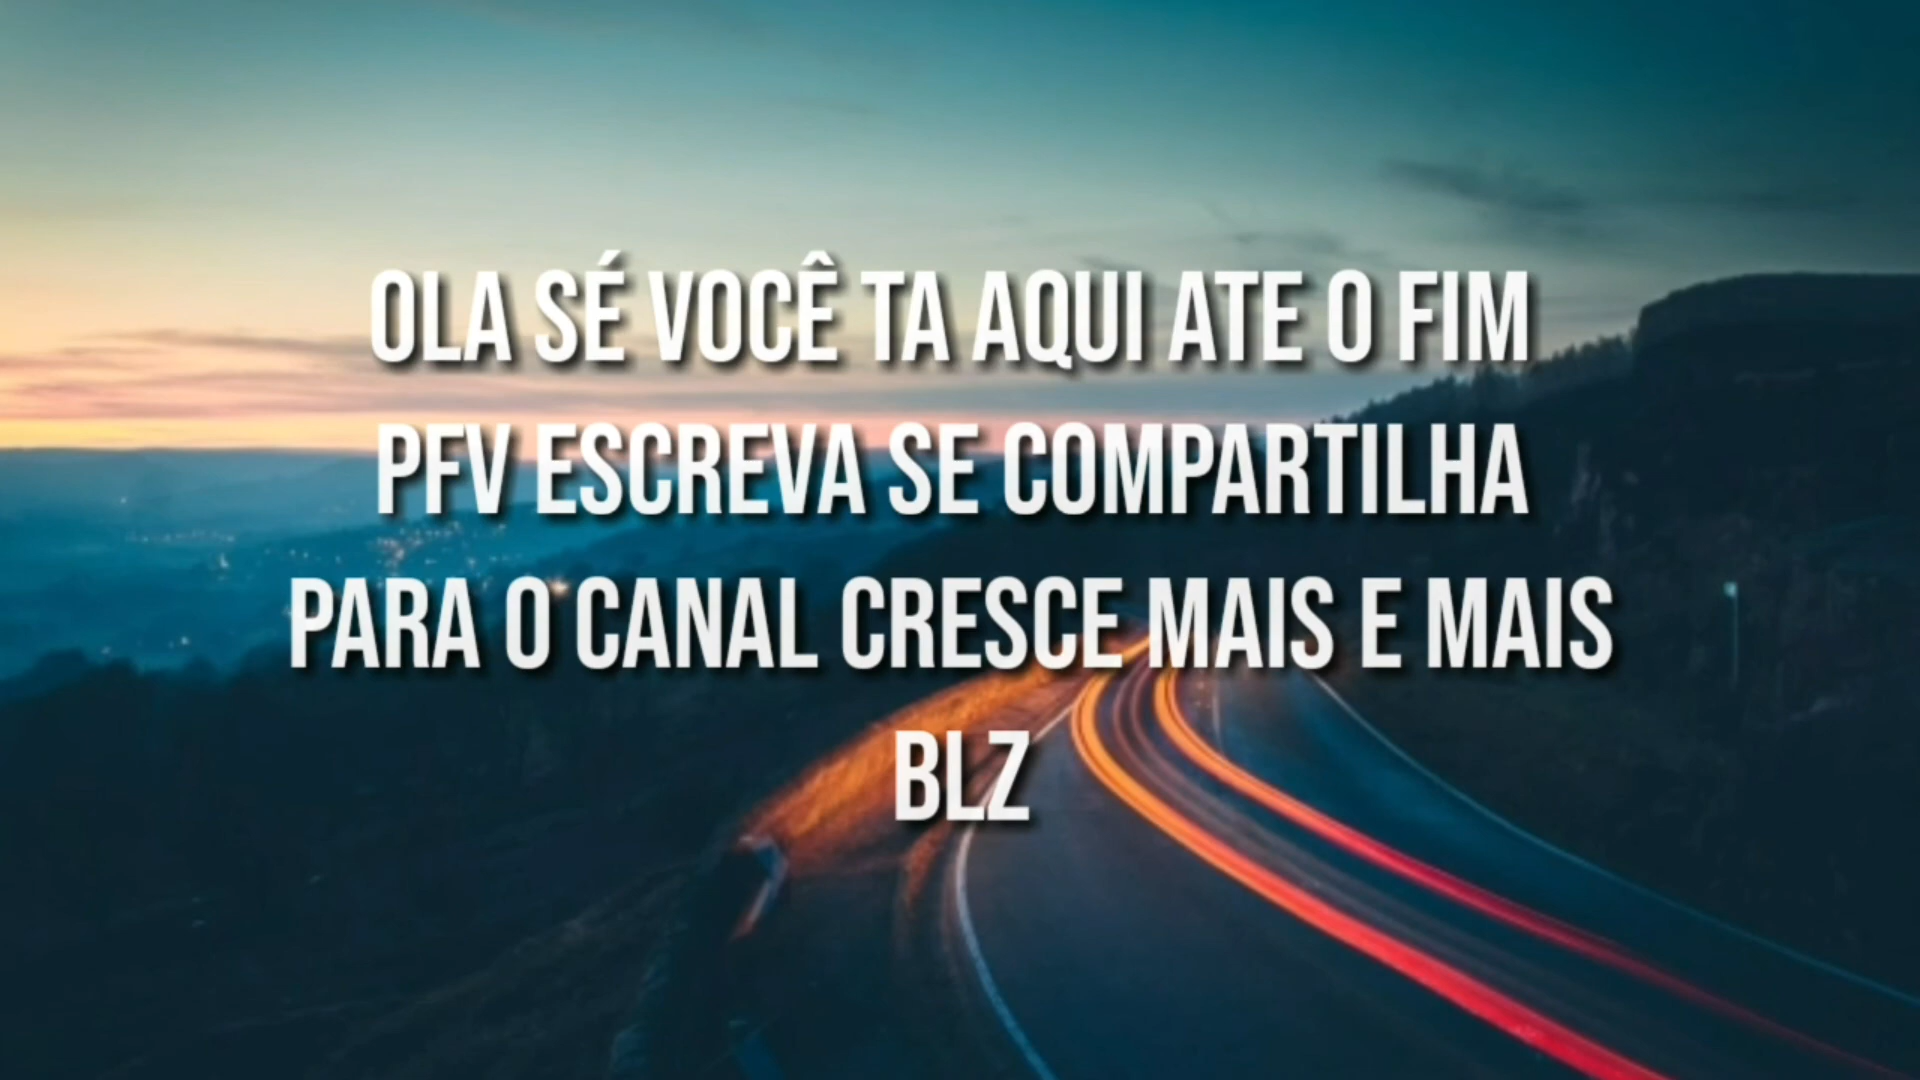 OLA SÉ VOCÊ TA AQUI ATE O FIM
PFV ESCREVA SE COMPARTILHA
PARA O CANAL CRESCE MAIS E MAIS
BLZ